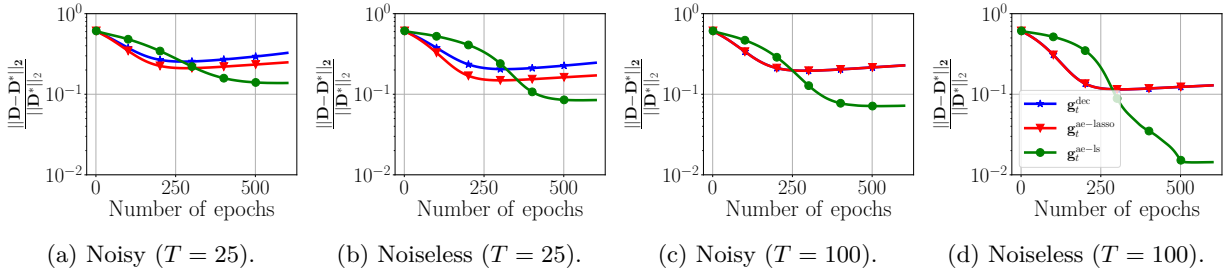 10^0
10^{-1}
10^{-2}
||D−D*||_2
||D*||_2
0 250 500
Number of epochs
(a) Noisy (T = 25).
10^0
10^{-1}
10^{-2}
||D−D*||_2
||D*||_2
0 250 500
Number of epochs
(b) Noiseless (T = 25).
10^0
10^{-1}
10^{-2}
||D−D*||_2
||D*||_2
0 250 500
Number of epochs
(c) Noisy (T = 100).
10^0
10^{-1}
10^{-2}
||D−D*||_2
||D*||_2
g_t^{dec}
g_t^{ae−lasso}
g_t^{ae−ls}
0 250 500
Number of epochs
(d) Noiseless (T = 100).